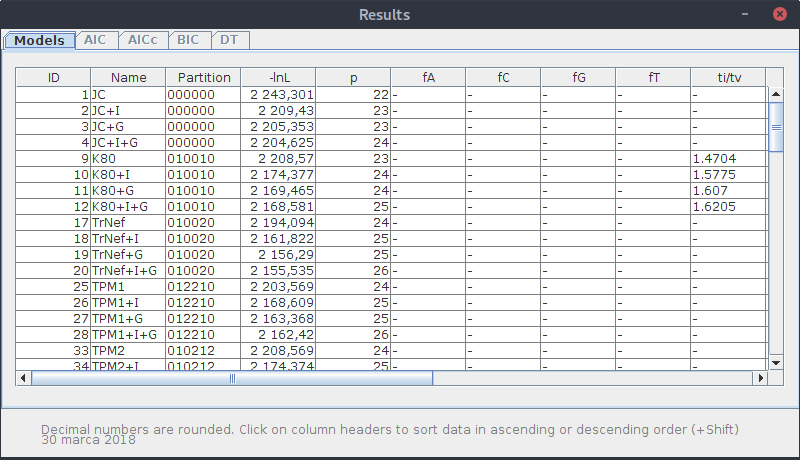 Results
Models AIC AICc BIC DT
ID Name Partition -lnL p fA fC fG fT ti/tv
1 JC 000000 2 243,301 22 - - - - -
2 JC+I 000000 2 209,43 23 - - - - -
3 JC+G 000000 2 205,353 23 - - - - -
4 JC+I+G 000000 2 204,625 24 - - - - -
9 K80 010010 2 208,57 23 - - - - 1.4704
10 K80+I 010010 2 174,377 24 - - - - 1.5775
11 K80+G 010010 2 169,465 24 - - - - 1.607
12 K80+I+G 010010 2 168,581 25 - - - - 1.6205
17 TrNef 010020 2 194,094 24 - - - - -
18 TrNef+I 010020 2 161,822 25 - - - - -
19 TrNef+G 010020 2 156,29 25 - - - - -
20 TrNef+I+G 010020 2 155,535 26 - - - - -
25 TPM1 012210 2 203,569 24 - - - - -
26 TPM1+I 012210 2 168,609 25 - - - - -
27 TPM1+G 012210 2 163,368 25 - - - - -
28 TPM1+I+G 012210 2 162,42 26 - - - - -
33 TPM2 010212 2 208,569 24 - - - - -
34 TPM2+I 010212 2 174,374 25 - - - - -
Decimal numbers are rounded. Click on column headers to sort data in ascending or descending order (+Shift)
30 marca 2018